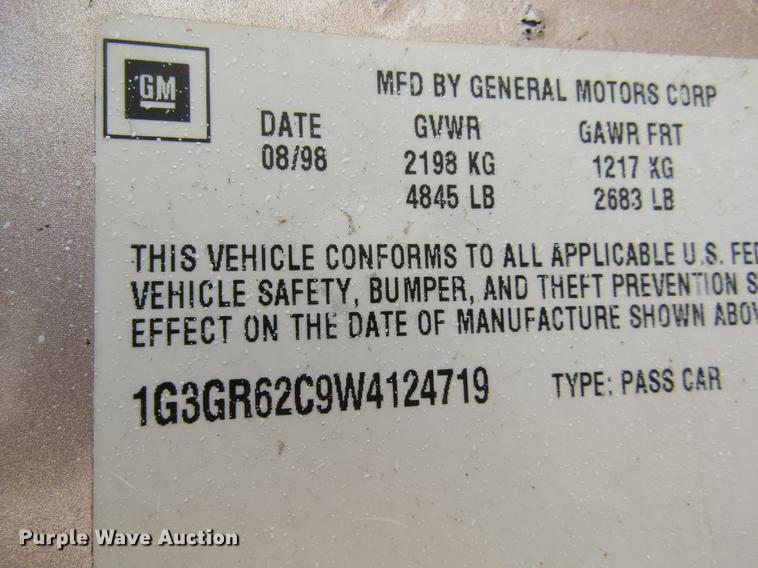 GM
MFD BY GENERAL MOTORS CORP
DATE GVWR GAWR FRT
08/98 2198 KG 1217 KG
4845 LB 2683 LB
THIS VEHICLE CONFORMS TO ALL APPLICABLE U.S. FED
VEHICLE SAFETY, BUMPER, AND THEFT PREVENTION S
EFFECT ON THE DATE OF MANUFACTURE SHOWN ABOV
1G3GR62C9W4124719 TYPE: PASS CAR
Purple Wave Auction